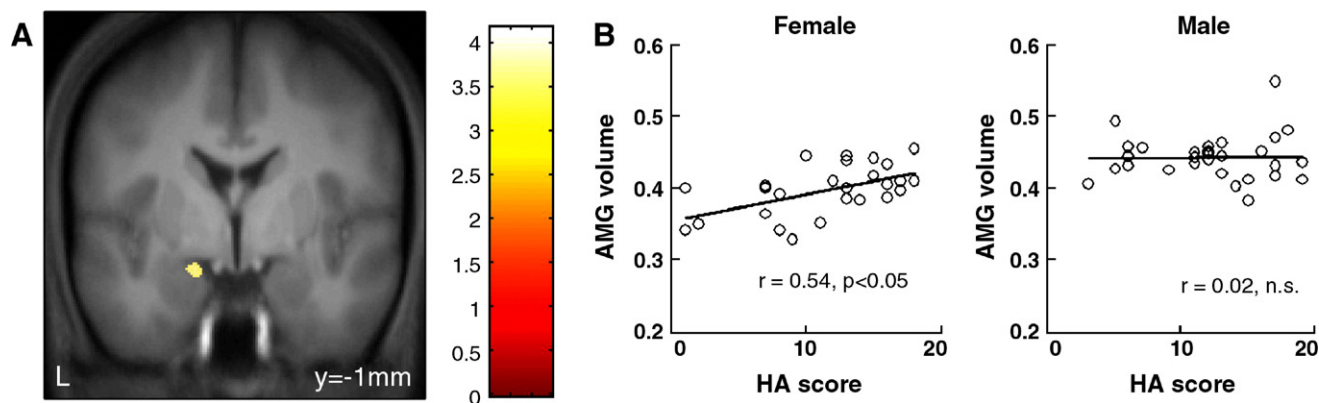 A
L
y=-1mm
4
3.5
3
2.5
2
1.5
1
0.5
0
B
Female
AMG volume
0.6
0.5
0.4
0.3
0.2
r = 0.54, p<0.05
0
10
20
HA score
Male
AMG volume
0.6
0.5
0.4
0.3
0.2
r = 0.02, n.s.
0
10
20
HA score